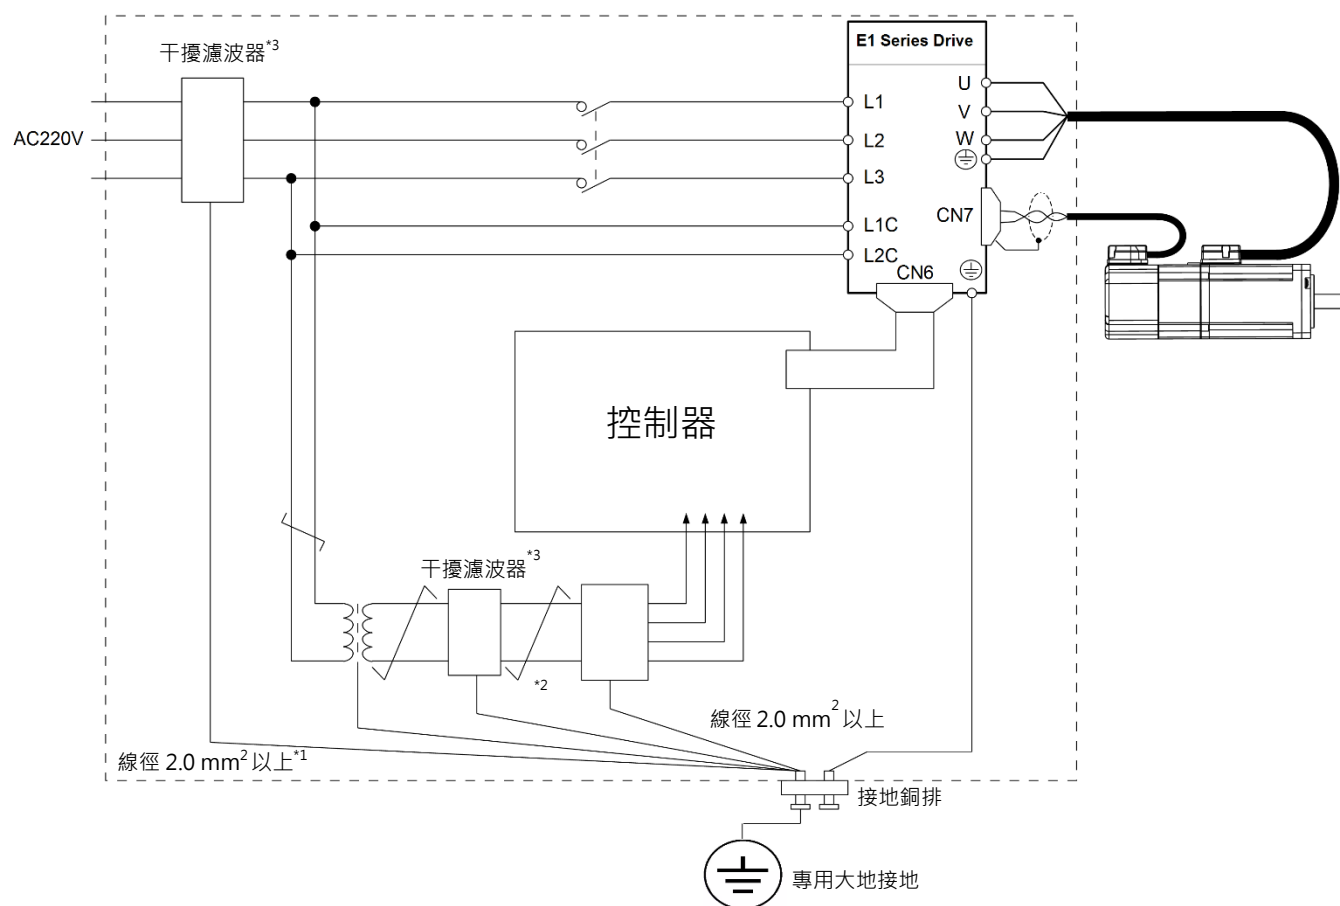 E1 Series Drive
干擾濾波器*3
AC220V
L1
L2
L3
L1C
L2C
U
V
W
CN7
CN6
控制器
干擾濾波器*3
*2
線徑 2.0 mm2 以上
線徑 2.0 mm2 以上*1
接地銅排
專用大地接地